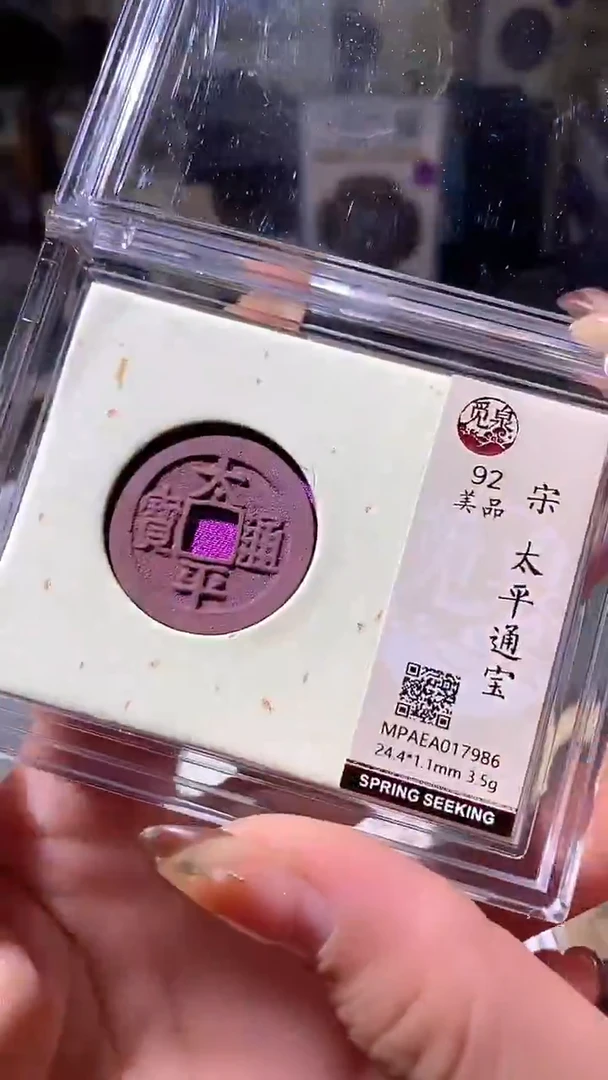 太
平
通
寶
觅泉
92
美品
宋
太平通宝
MPAEA017986
24.4*1.1mm 3.5g
SPRING SEEKING